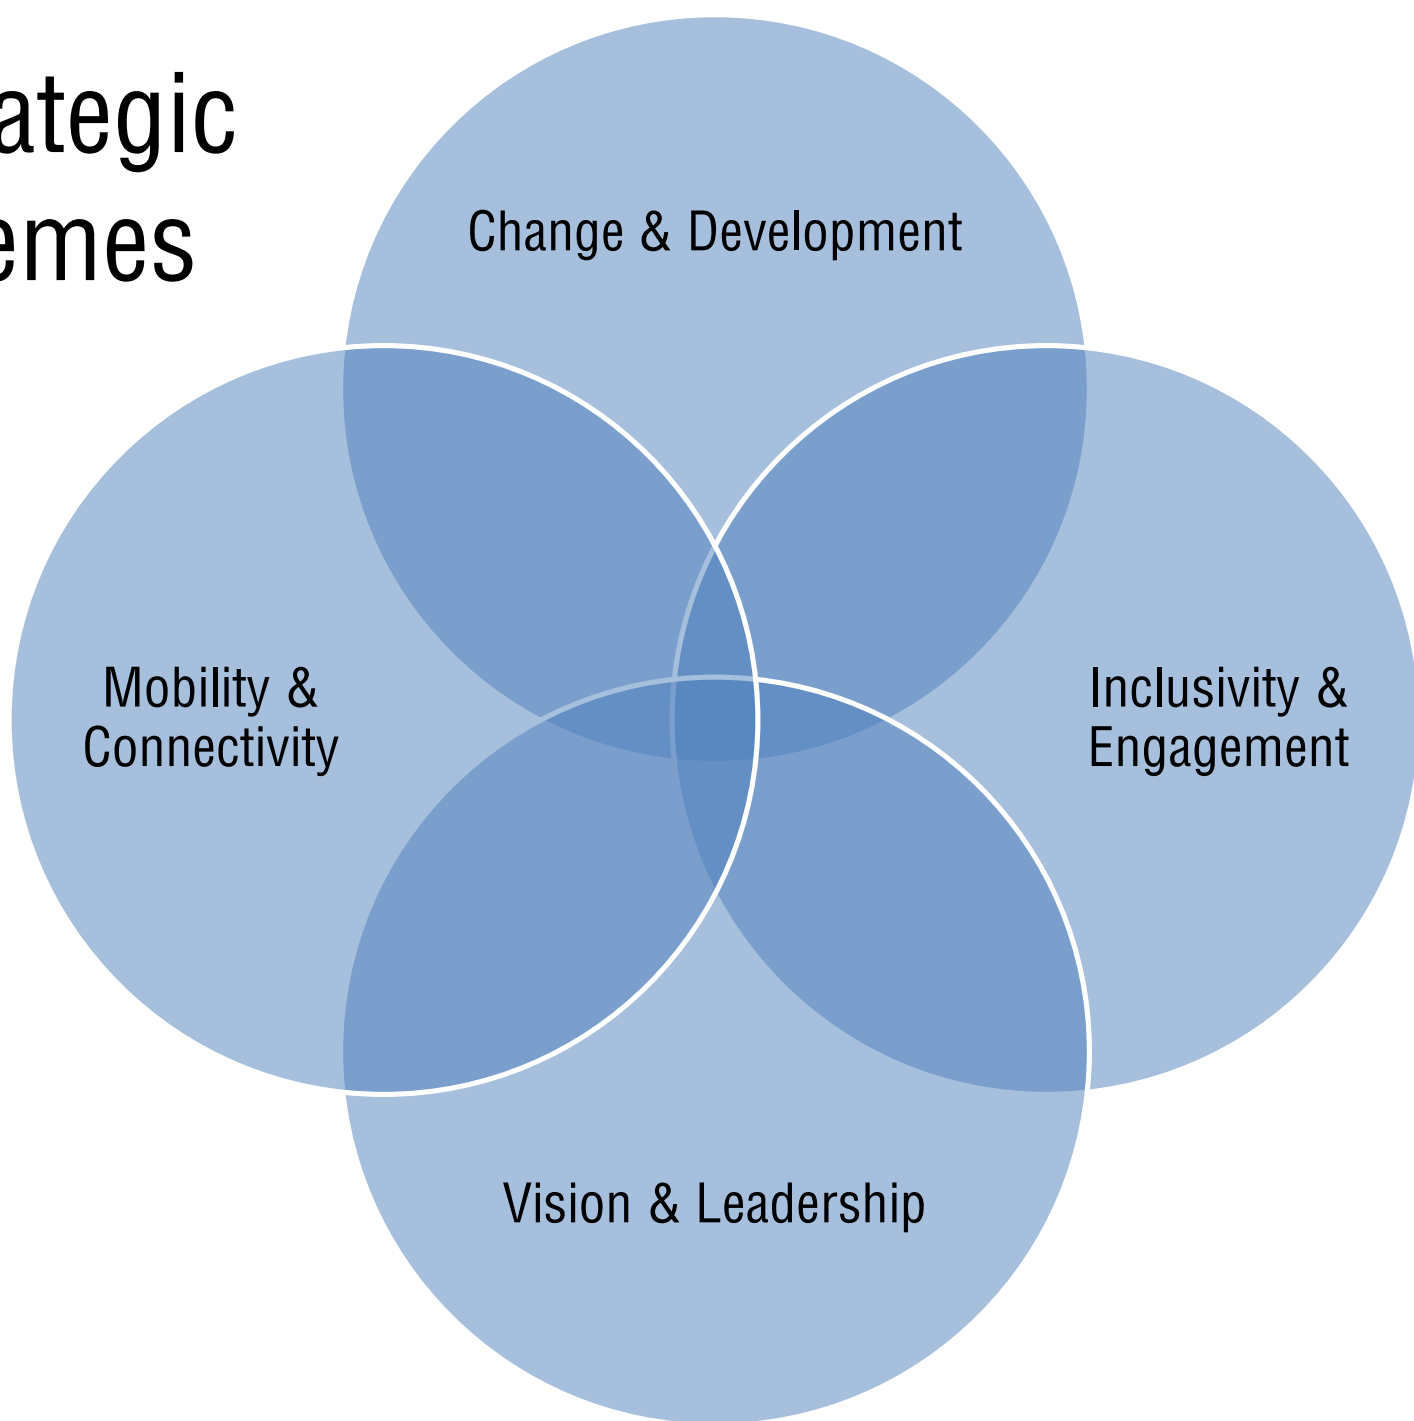 ategic
emes
Change & Development
Mobility &
Connectivity
Inclusivity &
Engagement
Vision & Leadership